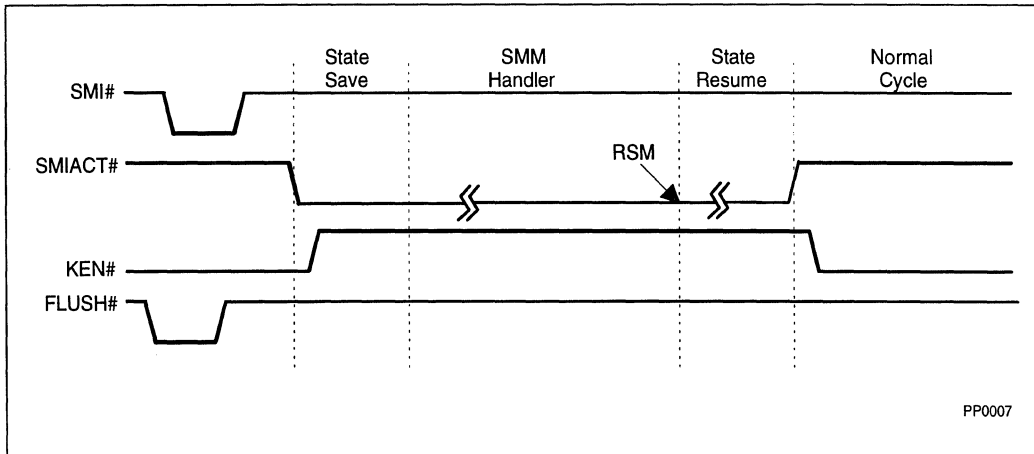 State
Save
SMM
Handler
State
Resume
Normal
Cycle
SMI#
SMIACT#
RSM
KEN#
FLUSH#
PP0007